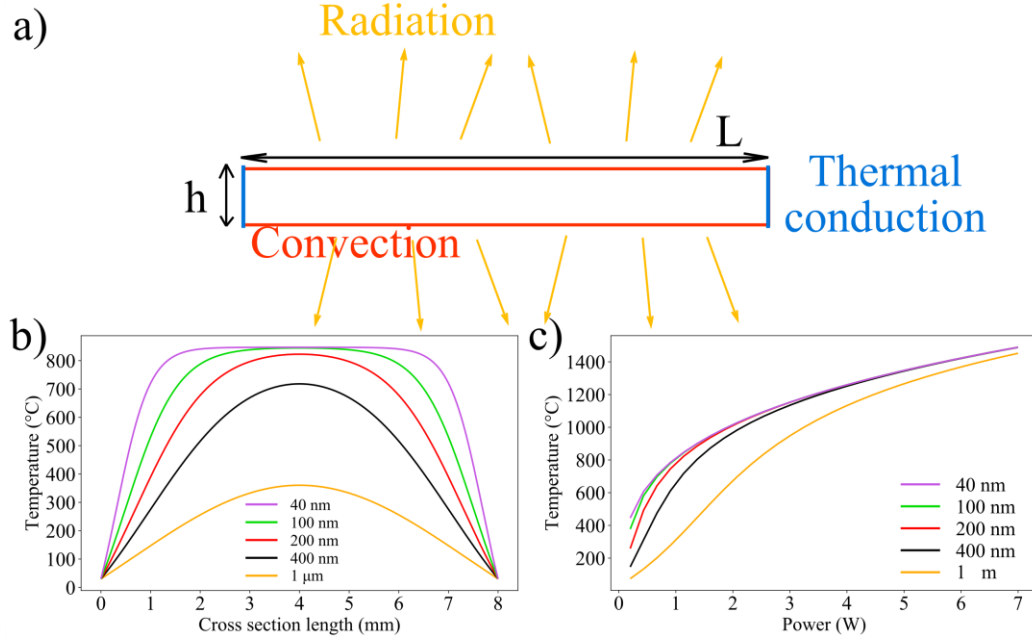 a)
Radiation
L
h
Thermal
conduction
Convection
b)
Temperature (°C)
800
700
600
500
400
300
200
100
0
40 nm
100 nm
200 nm
400 nm
1 μm
0 1 2 3 4 5 6 7 8
Cross section length (mm)
c)
Temperature (°C)
1400
1200
1000
800
600
400
200
40 nm
100 nm
200 nm
400 nm
1 m
0 1 2 3 4 5 6 7
Power (W)